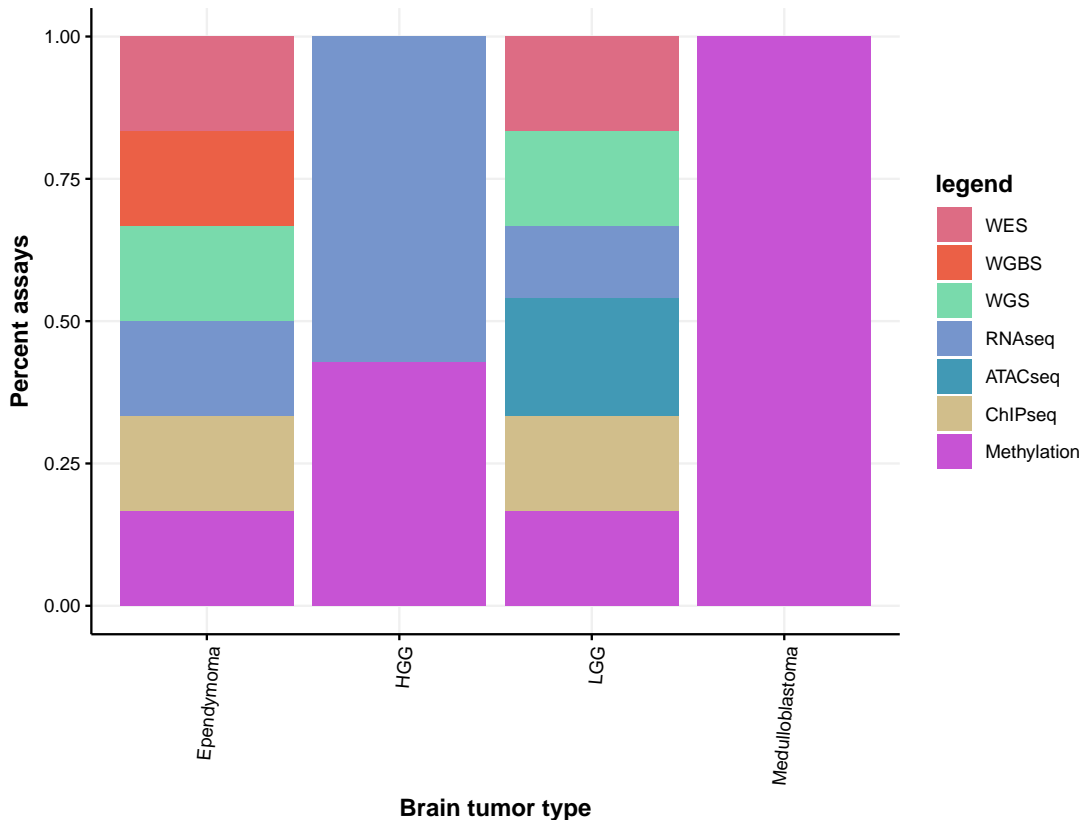 1.00
0.75
0.50
0.25
0.00
Percent assays
Ependymoma
HGG
LGG
Medulloblastoma
Brain tumor type
legend
WES
WGBS
WGS
RNAseq
ATACseq
ChIPseq
Methylation